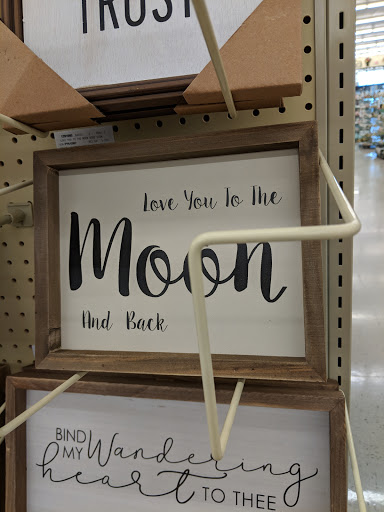 TRUST
Love You To The
Moon
And Back
BIND
MY Wandering
heart TO THEE